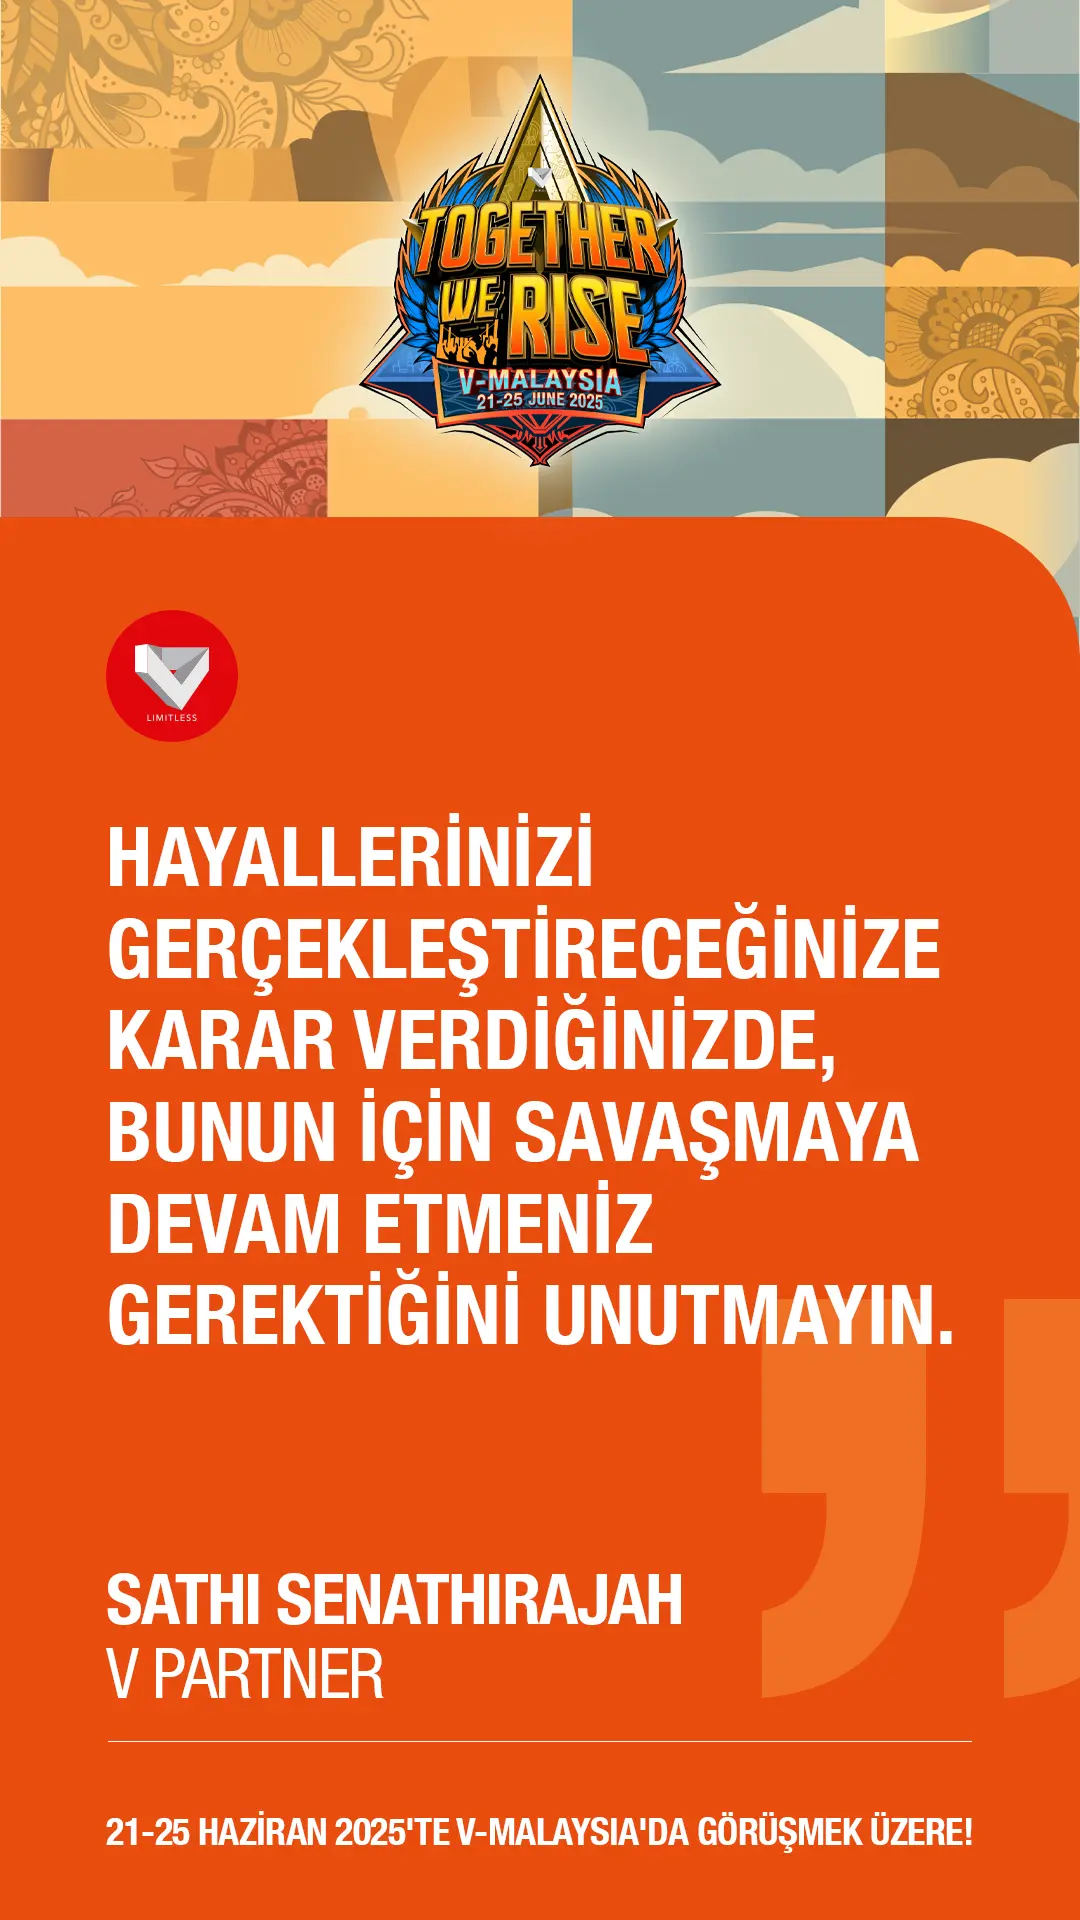 TOGETHER
WE RISE
V-MALAYSIA
21-25 JUNE 2025
LIMITLESS
HAYALLERİNİZİ
GERÇEKLEŞTİRECEĞİNİZE
KARAR VERDİĞİNİZDE,
BUNUN İÇİN SAVAŞMAYA
DEVAM ETMENİZ
GEREKTİĞİNİ UNUTMAYIN.
SATHI SENATHIRAJAH
V PARTNER
21-25 HAZİRAN 2025'TE V-MALAYSIA'DA GÖRÜŞMEK ÜZERE!